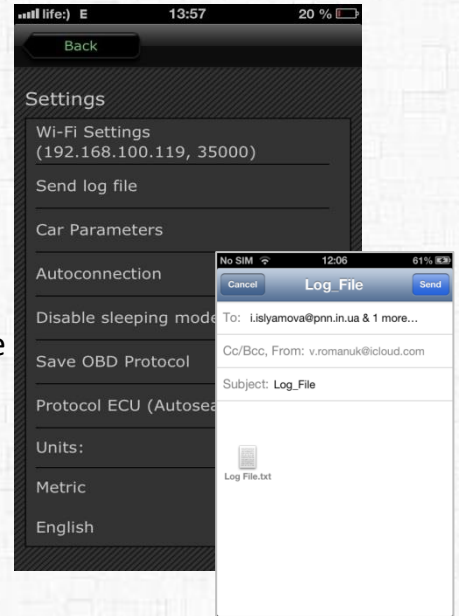 life:) E 13:57 20 %
Back
Settings
Wi-Fi Settings
(192.168.100.119, 35000)
Send log file
Car Parameters
Autoconnection
Disable sleeping mode
Save OBD Protocol
Protocol ECU (Autosea
Units:
Metric
English
e
No SIM 12:06 61%
Cancel Log_File Send
To: i.islyamova@pnn.in.ua & 1 more...
Cc/Bcc, From: v.romanuk@icloud.com
Subject: Log_File
Log File.txt